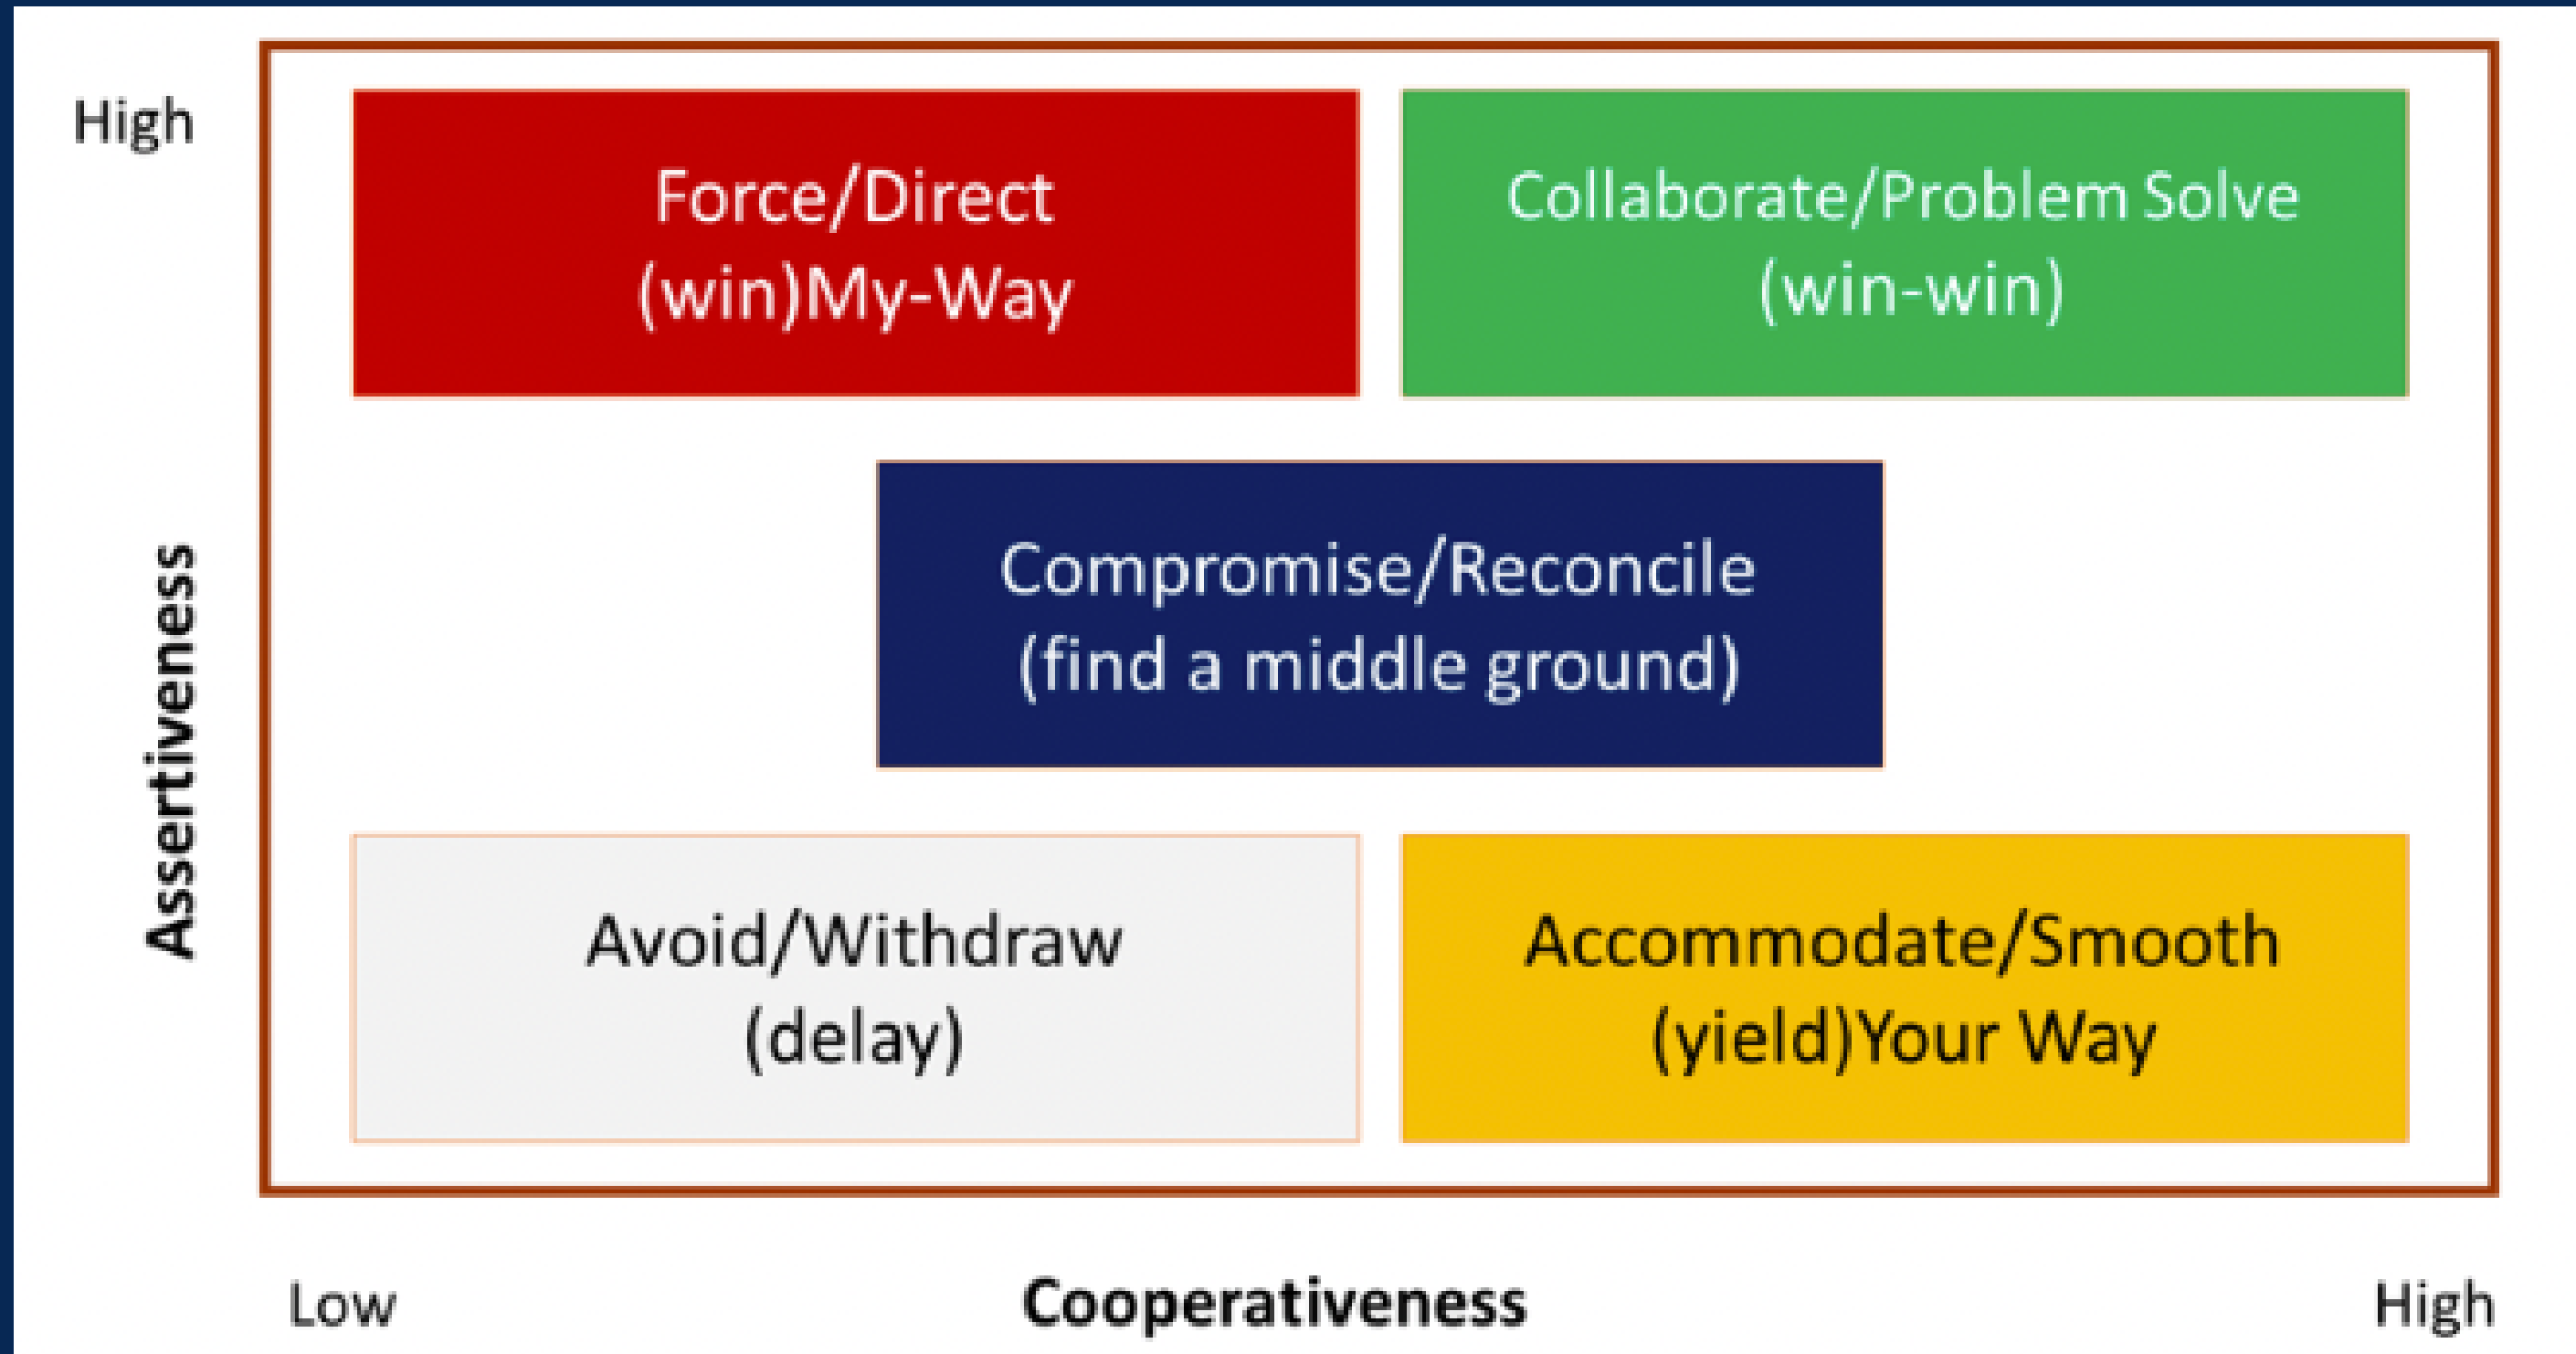 High
Force/Direct
(win)My-Way
Collaborate/Problem Solve
(win-win)
Compromise/Reconcile
(find a middle ground)
Assertiveness
Avoid/Withdraw
(delay)
Accommodate/Smooth
(yield)Your Way
Low
Cooperativeness
High